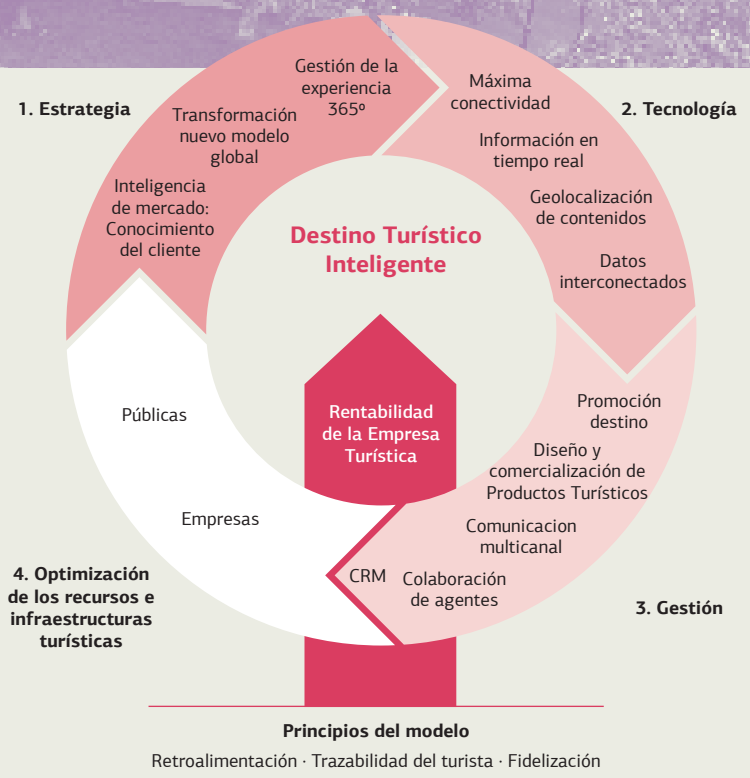 1. Estrategia
Gestión de la
experiencia
365º
Transformación
nuevo modelo
global
Inteligencia
de mercado:
Conocimiento
del cliente
2. Tecnología
Máxima
conectividad
Información en
tiempo real
Geolocalización
de contenidos
Datos
interconectados
Destino Turístico
Inteligente
Rentabilidad
de la Empresa
Turística
Promoción
destino
Diseño y
comercialización de
Productos Turísticos
Comunicacion
multicanal
Colaboración
de agentes
CRM
3. Gestión
Públicas
Empresas
4. Optimización
de los recursos e
infraestructuras
turísticas
Principios del modelo
Retroalimentación · Trazabilidad del turista · Fidelización